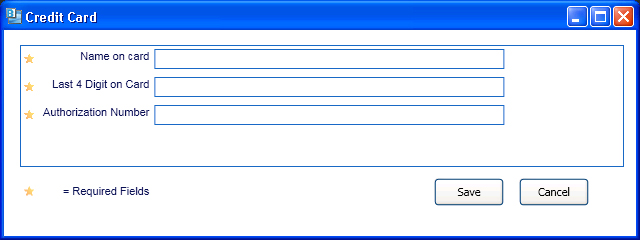 Credit Card
Name on card
Last 4 Digit on Card
Authorization Number
= Required Fields
Save
Cancel